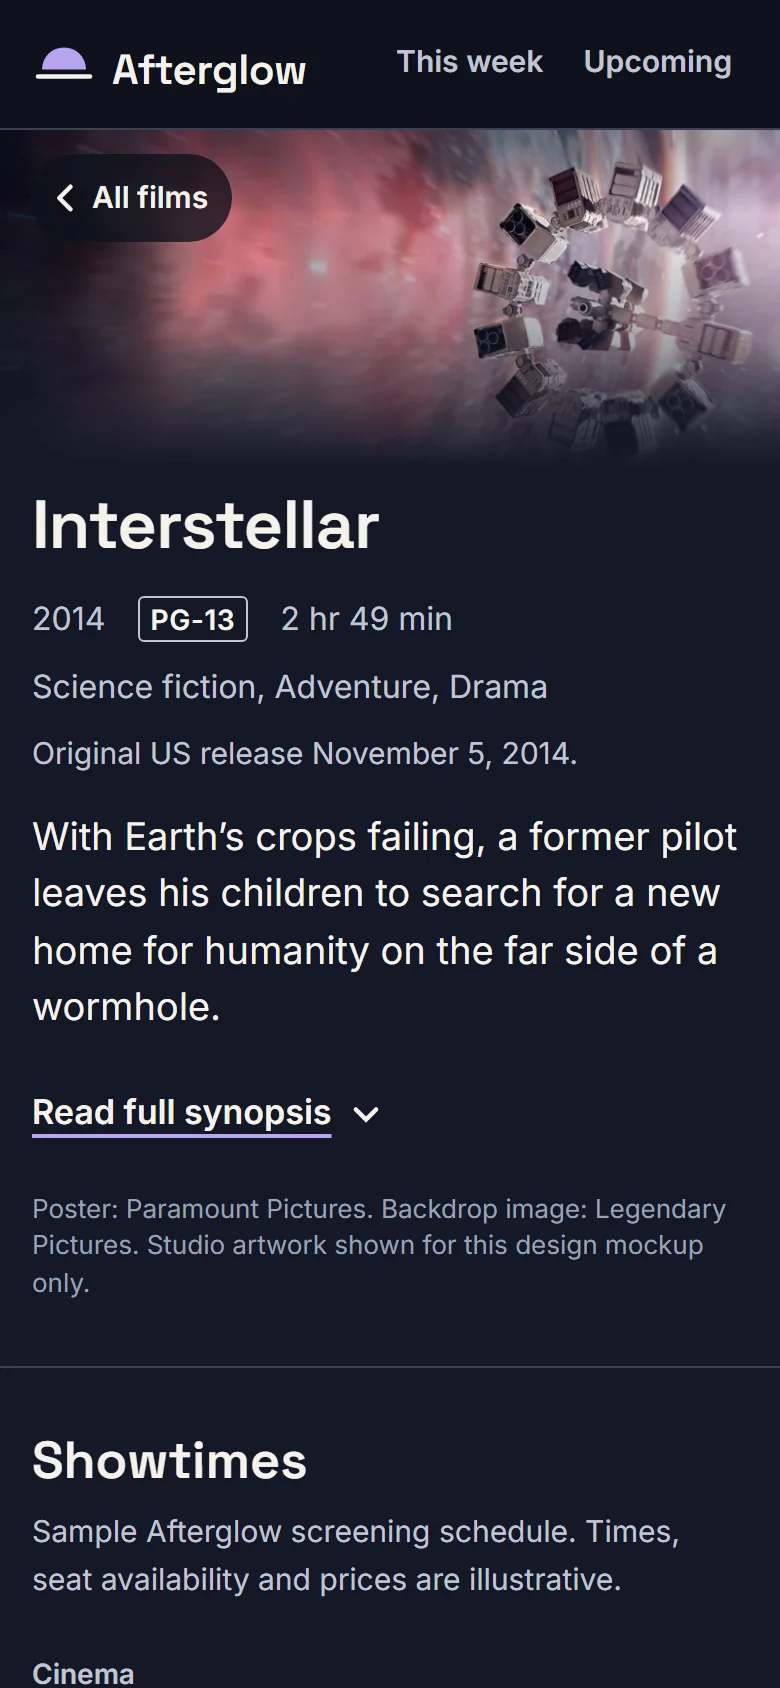 Afterglow
This week
Upcoming
All films
Interstellar
2014 PG-13 2 hr 49 min
Science fiction, Adventure, Drama
Original US release November 5, 2014.
With Earth’s crops failing, a former pilot
leaves his children to search for a new
home for humanity on the far side of a
wormhole.
Read full synopsis
Poster: Paramount Pictures. Backdrop image: Legendary
Pictures. Studio artwork shown for this design mockup
only.
Showtimes
Sample Afterglow screening schedule. Times,
seat availability and prices are illustrative.
Cinema